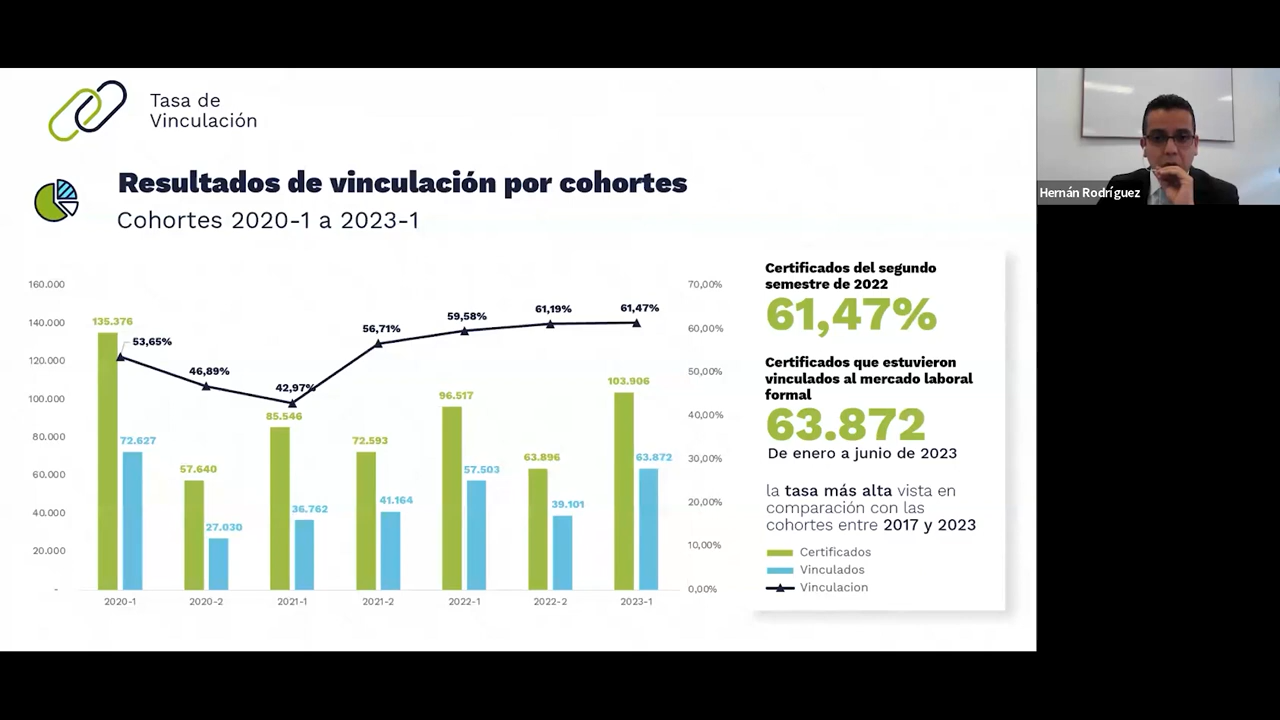 Tasa de
Vinculación
Resultados de vinculación por cohortes
Cohortes 2020-1 a 2023-1
160.000
140.000
120.000
100.000
80.000
60.000
40.000
20.000
-
70,00%
60,00%
50,00%
40,00%
30,00%
20,00%
10,00%
0,00%
135.376
53,65%
72.627
46,89%
57.640
27.030
42,97%
85.546
36.762
56,71%
72.593
41.164
59,58%
96.517
57.503
61,19%
63.896
39.101
61,47%
103.906
63.872
2020-1
2020-2
2021-1
2021-2
2022-1
2022-2
2023-1
Certificados del segundo
semestre de 2022
61,47%
Certificados que estuvieron
vinculados al mercado laboral
formal
63.872
De enero a junio de 2023
la tasa más alta vista en
comparación con las
cohortes entre 2017 y 2023
Certificados
Vinculados
Vinculacion
Hernán Rodríguez